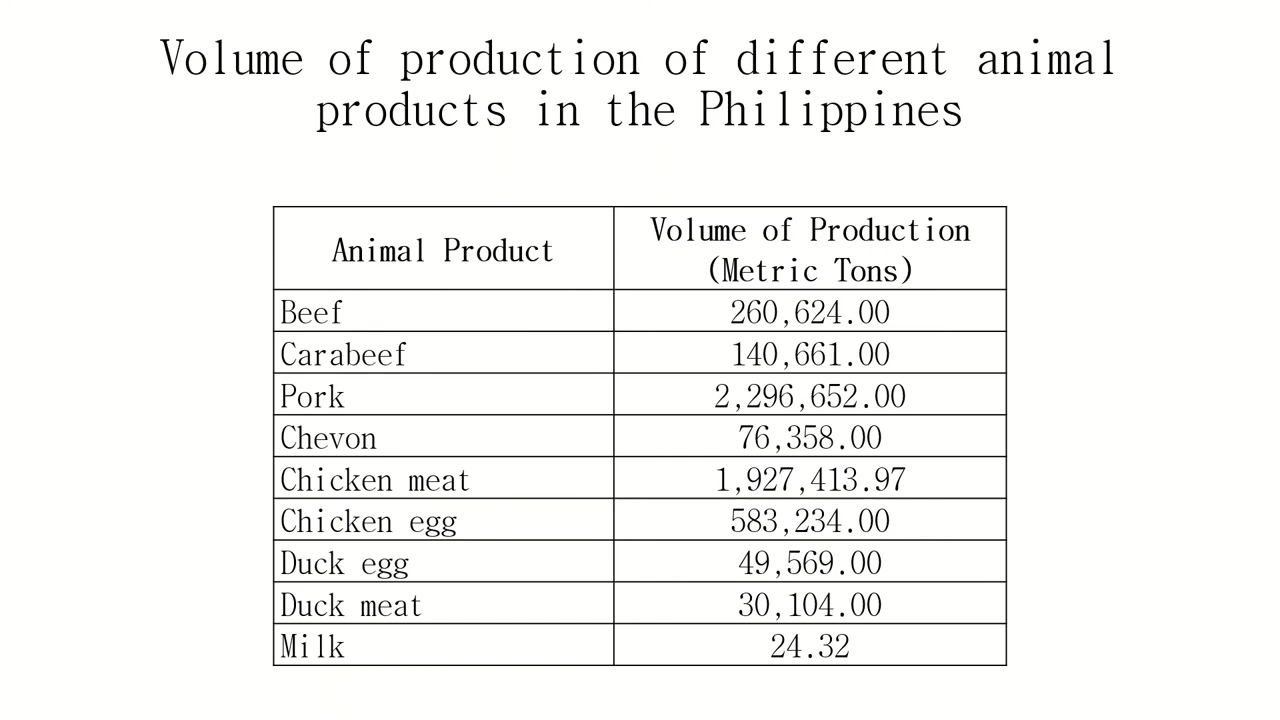 Volume of production of different animal
products in the Philippines
Animal Product
Volume of Production
(Metric Tons)
Beef 260,624.00
Carabeef 140,661.00
Pork 2,296,652.00
Chevon 76,358.00
Chicken meat 1,927,413.97
Chicken egg 583,234.00
Duck egg 49,569.00
Duck meat 30,104.00
Milk 24.32